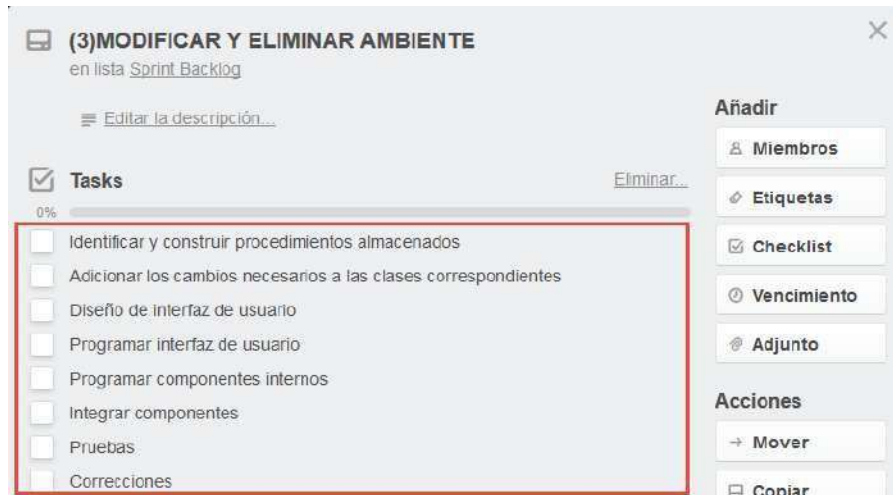 (3)MODIFICAR Y ELIMINAR AMBIENTE
en lista Sprint Backlog
Editar la descripción...
Tasks
Eliminar...
0%
Identificar y construir procedimientos almacenados
Adicionar los cambios necesarios a las clases correspondientes
Diseño de interfaz de usuario
Programar interfaz de usuario
Programar componentes internos
Integrar componentes
Pruebas
Correcciones
Añadir
Miembros
Etiquetas
Checklist
Vencimiento
Adjunto
Acciones
Mover
Copiar